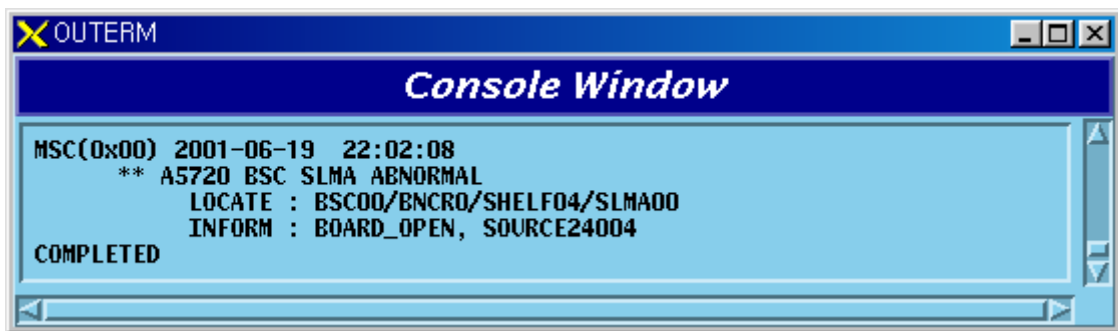 OUTERM
Console Window
MSC(0x00) 2001-06-19 22:02:08
** A5720 BSC SLMA ABNORMAL
LOCATE : BSC00/BNCR0/SHELF04/SLMA00
INFORM : BOARD_OPEN, SOURCE24004
COMPLETED